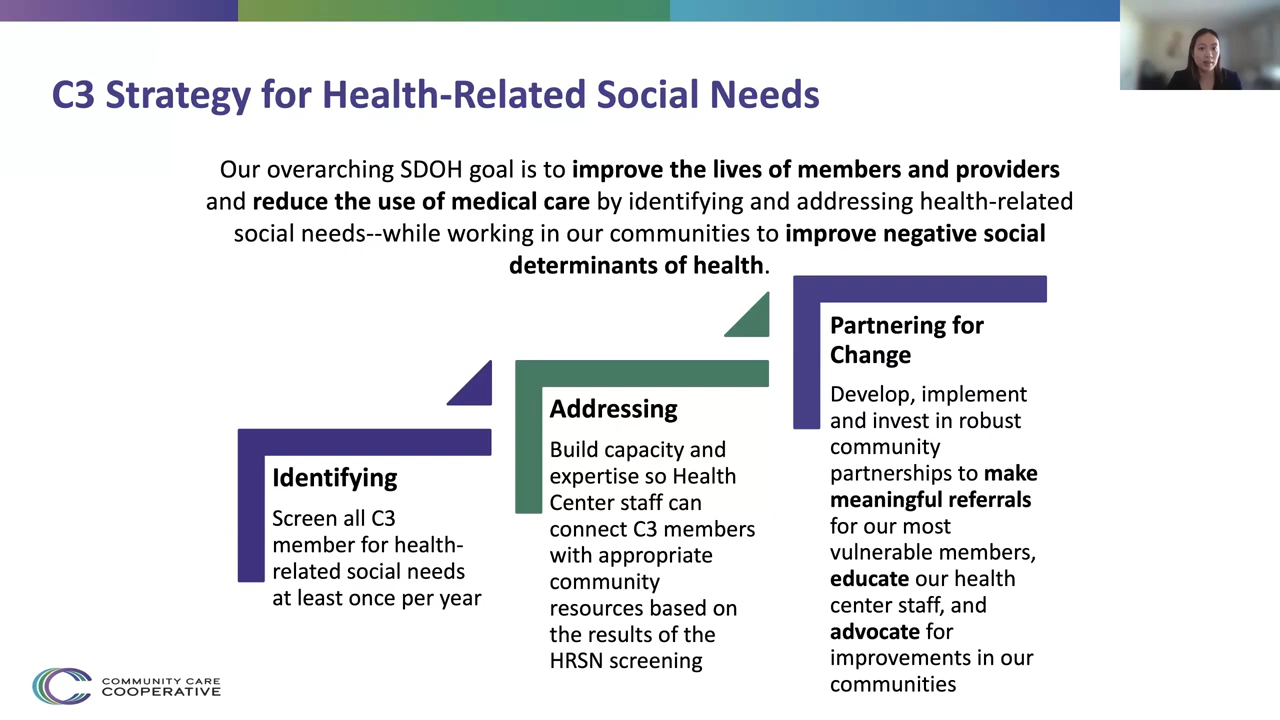 C3 Strategy for Health-Related Social Needs
Our overarching SDOH goal is to improve the lives of members and providers
and reduce the use of medical care by identifying and addressing health-related
social needs--while working in our communities to improve negative social
determinants of health.
Identifying
Screen all C3
member for health-
related social needs
at least once per year
Addressing
Build capacity and
expertise so Health
Center staff can
connect C3 members
with appropriate
community
resources based on
the results of the
HRSN screening
Partnering for
Change
Develop, implement
and invest in robust
community
partnerships to make
meaningful referrals
for our most
vulnerable members,
educate our health
center staff, and
advocate for
improvements in our
communities
COMMUNITY CARE
COOPERATIVE